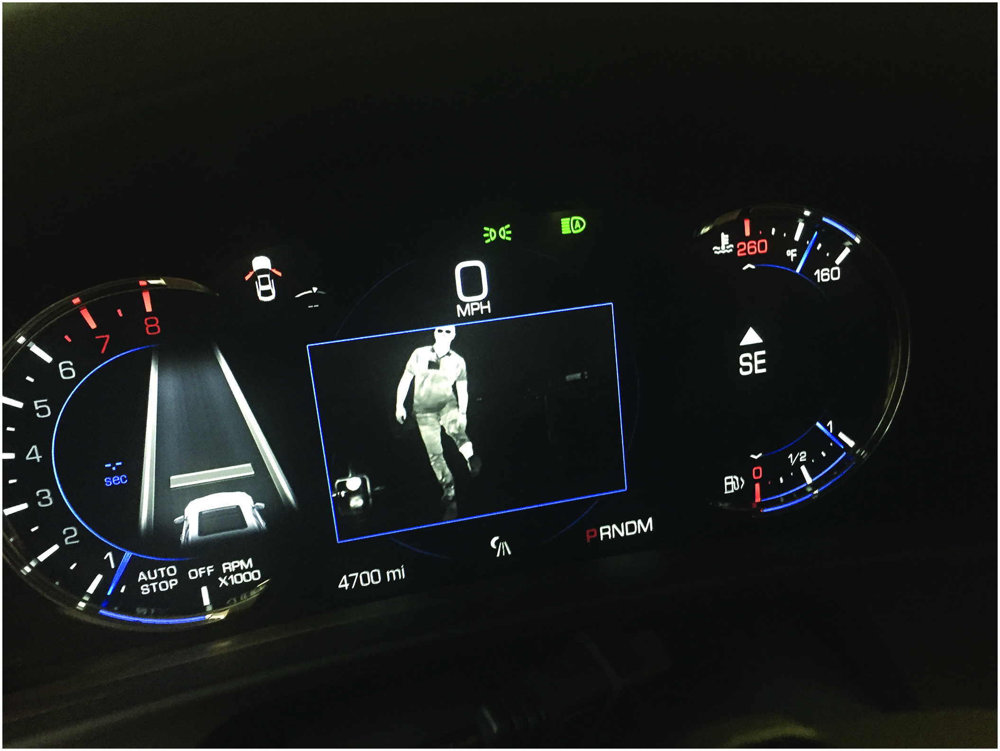 8
7
6
5
4
3
2
1
-.-
sec
AUTO
STOP
OFF
RPM
X1000
--
A
0
MPH
4700 mi
PRNDM
260
°F
160
SE
1
1/2
0